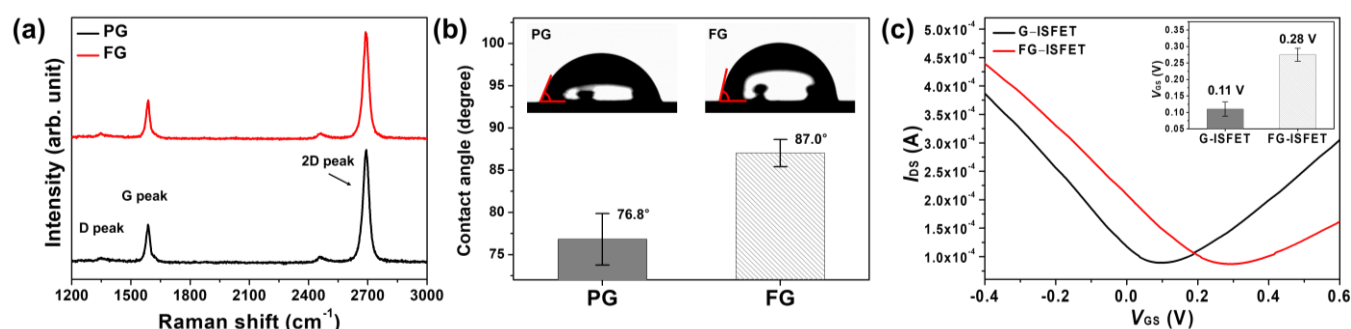 (a)
PG
FG
2D peak
G peak
D peak
Intensity (arb. unit)
1200 1500 1800 2100 2400 2700 3000
Raman shift (cm⁻¹)
(b)
100
95
90
85
80
75
Contact angle (degree)
PG
FG
87.0°
76.8°
PG FG
(c)
G–ISFET
FG–ISFET
5.0x10⁻⁴
4.5x10⁻⁴
4.0x10⁻⁴
3.5x10⁻⁴
3.0x10⁻⁴
2.5x10⁻⁴
2.0x10⁻⁴
1.5x10⁻⁴
1.0x10⁻⁴
I_DS (A)
0.35
0.30
0.25
0.20
0.15
0.10
0.05
V_GS (V)
0.28 V
0.11 V
G-ISFET FG-ISFET
-0.4 -0.2 0.0 0.2 0.4 0.6
V_GS (V)